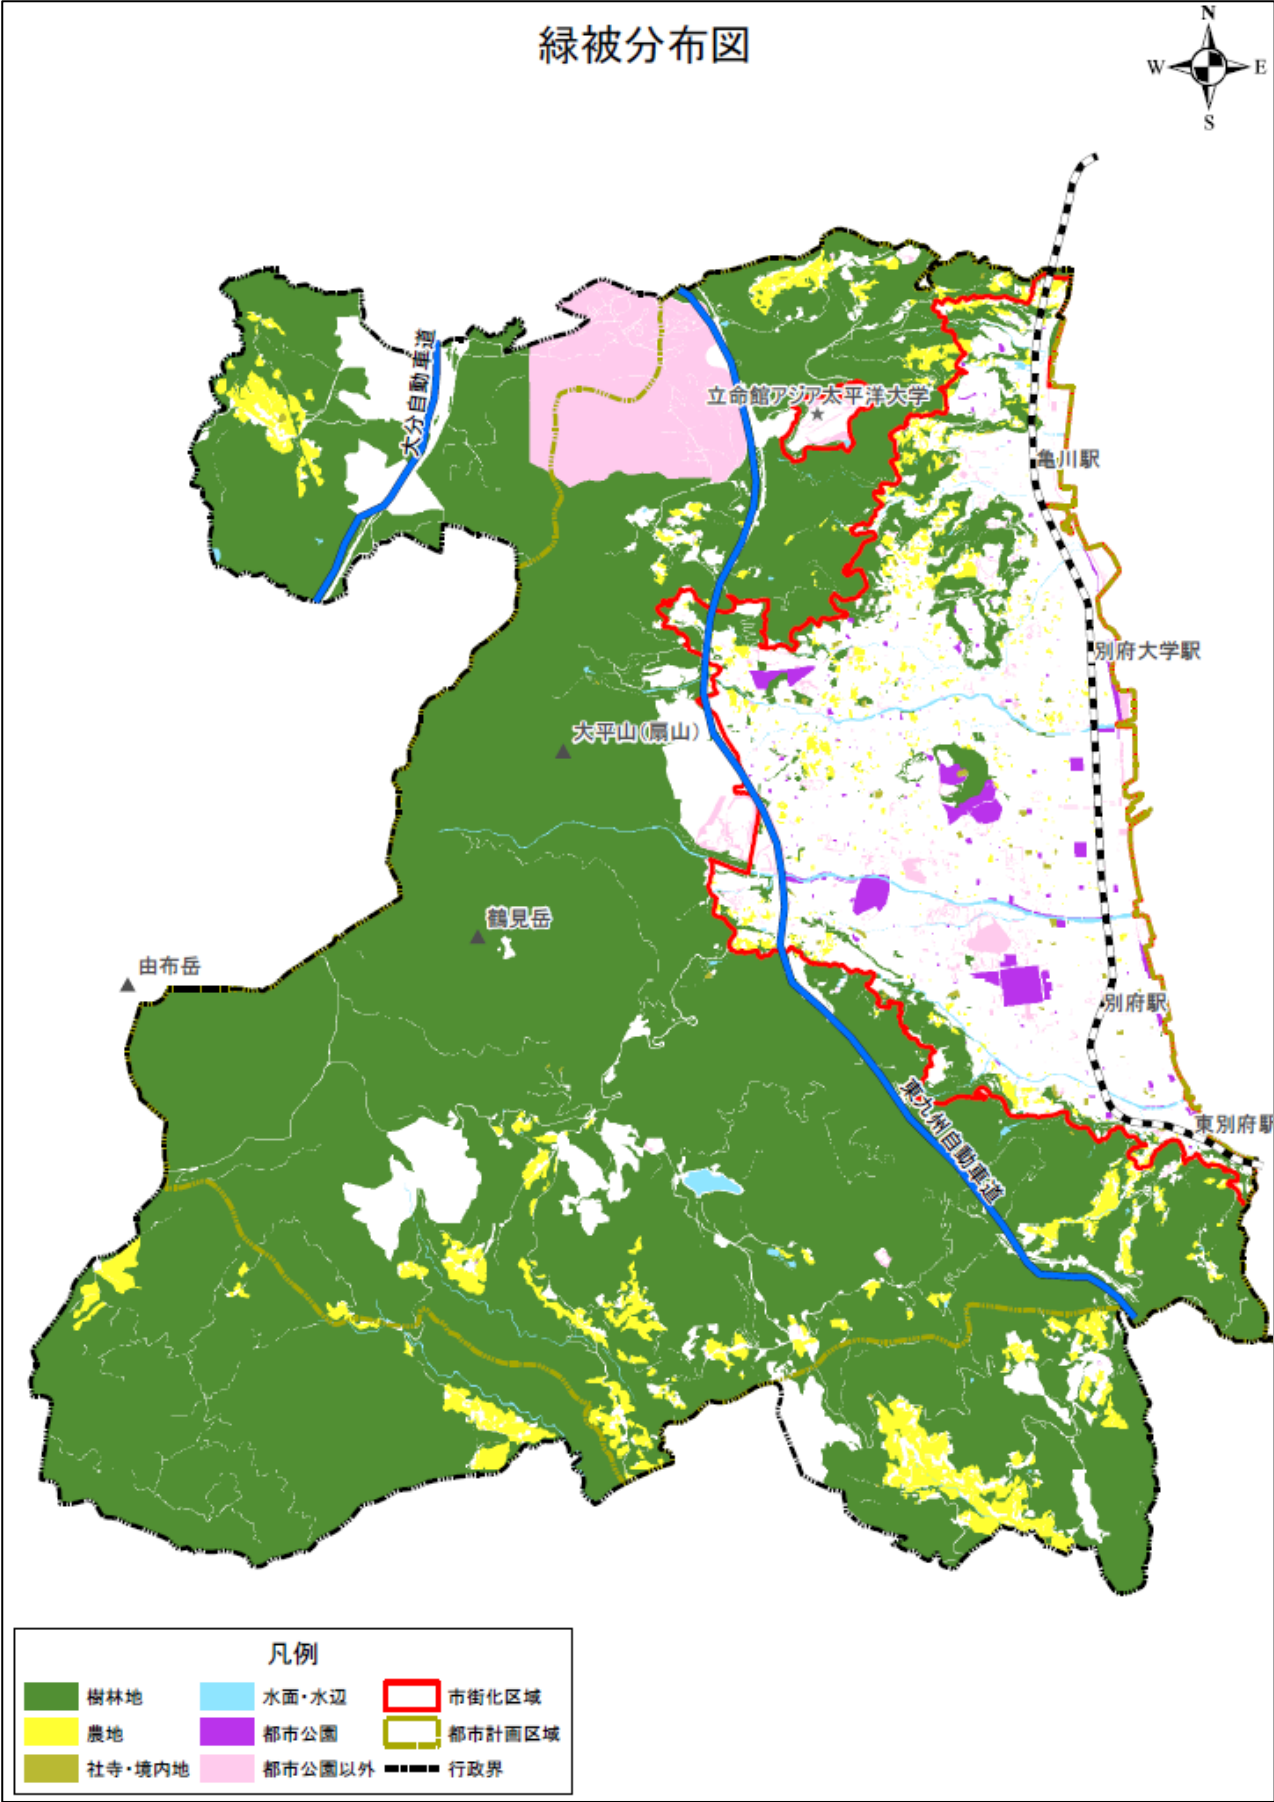 緑被分布図
N
W
E
S
大分自動車道
立命館アジア太平洋大学
亀川駅
別府大学駅
大平山(扇山)
鶴見岳
由布岳
別府駅
東九州自動車道
東別府駅
凡例
樹林地
水面・水辺
市街化区域
農地
都市公園
都市計画区域
社寺・境内地
都市公園以外
行政界